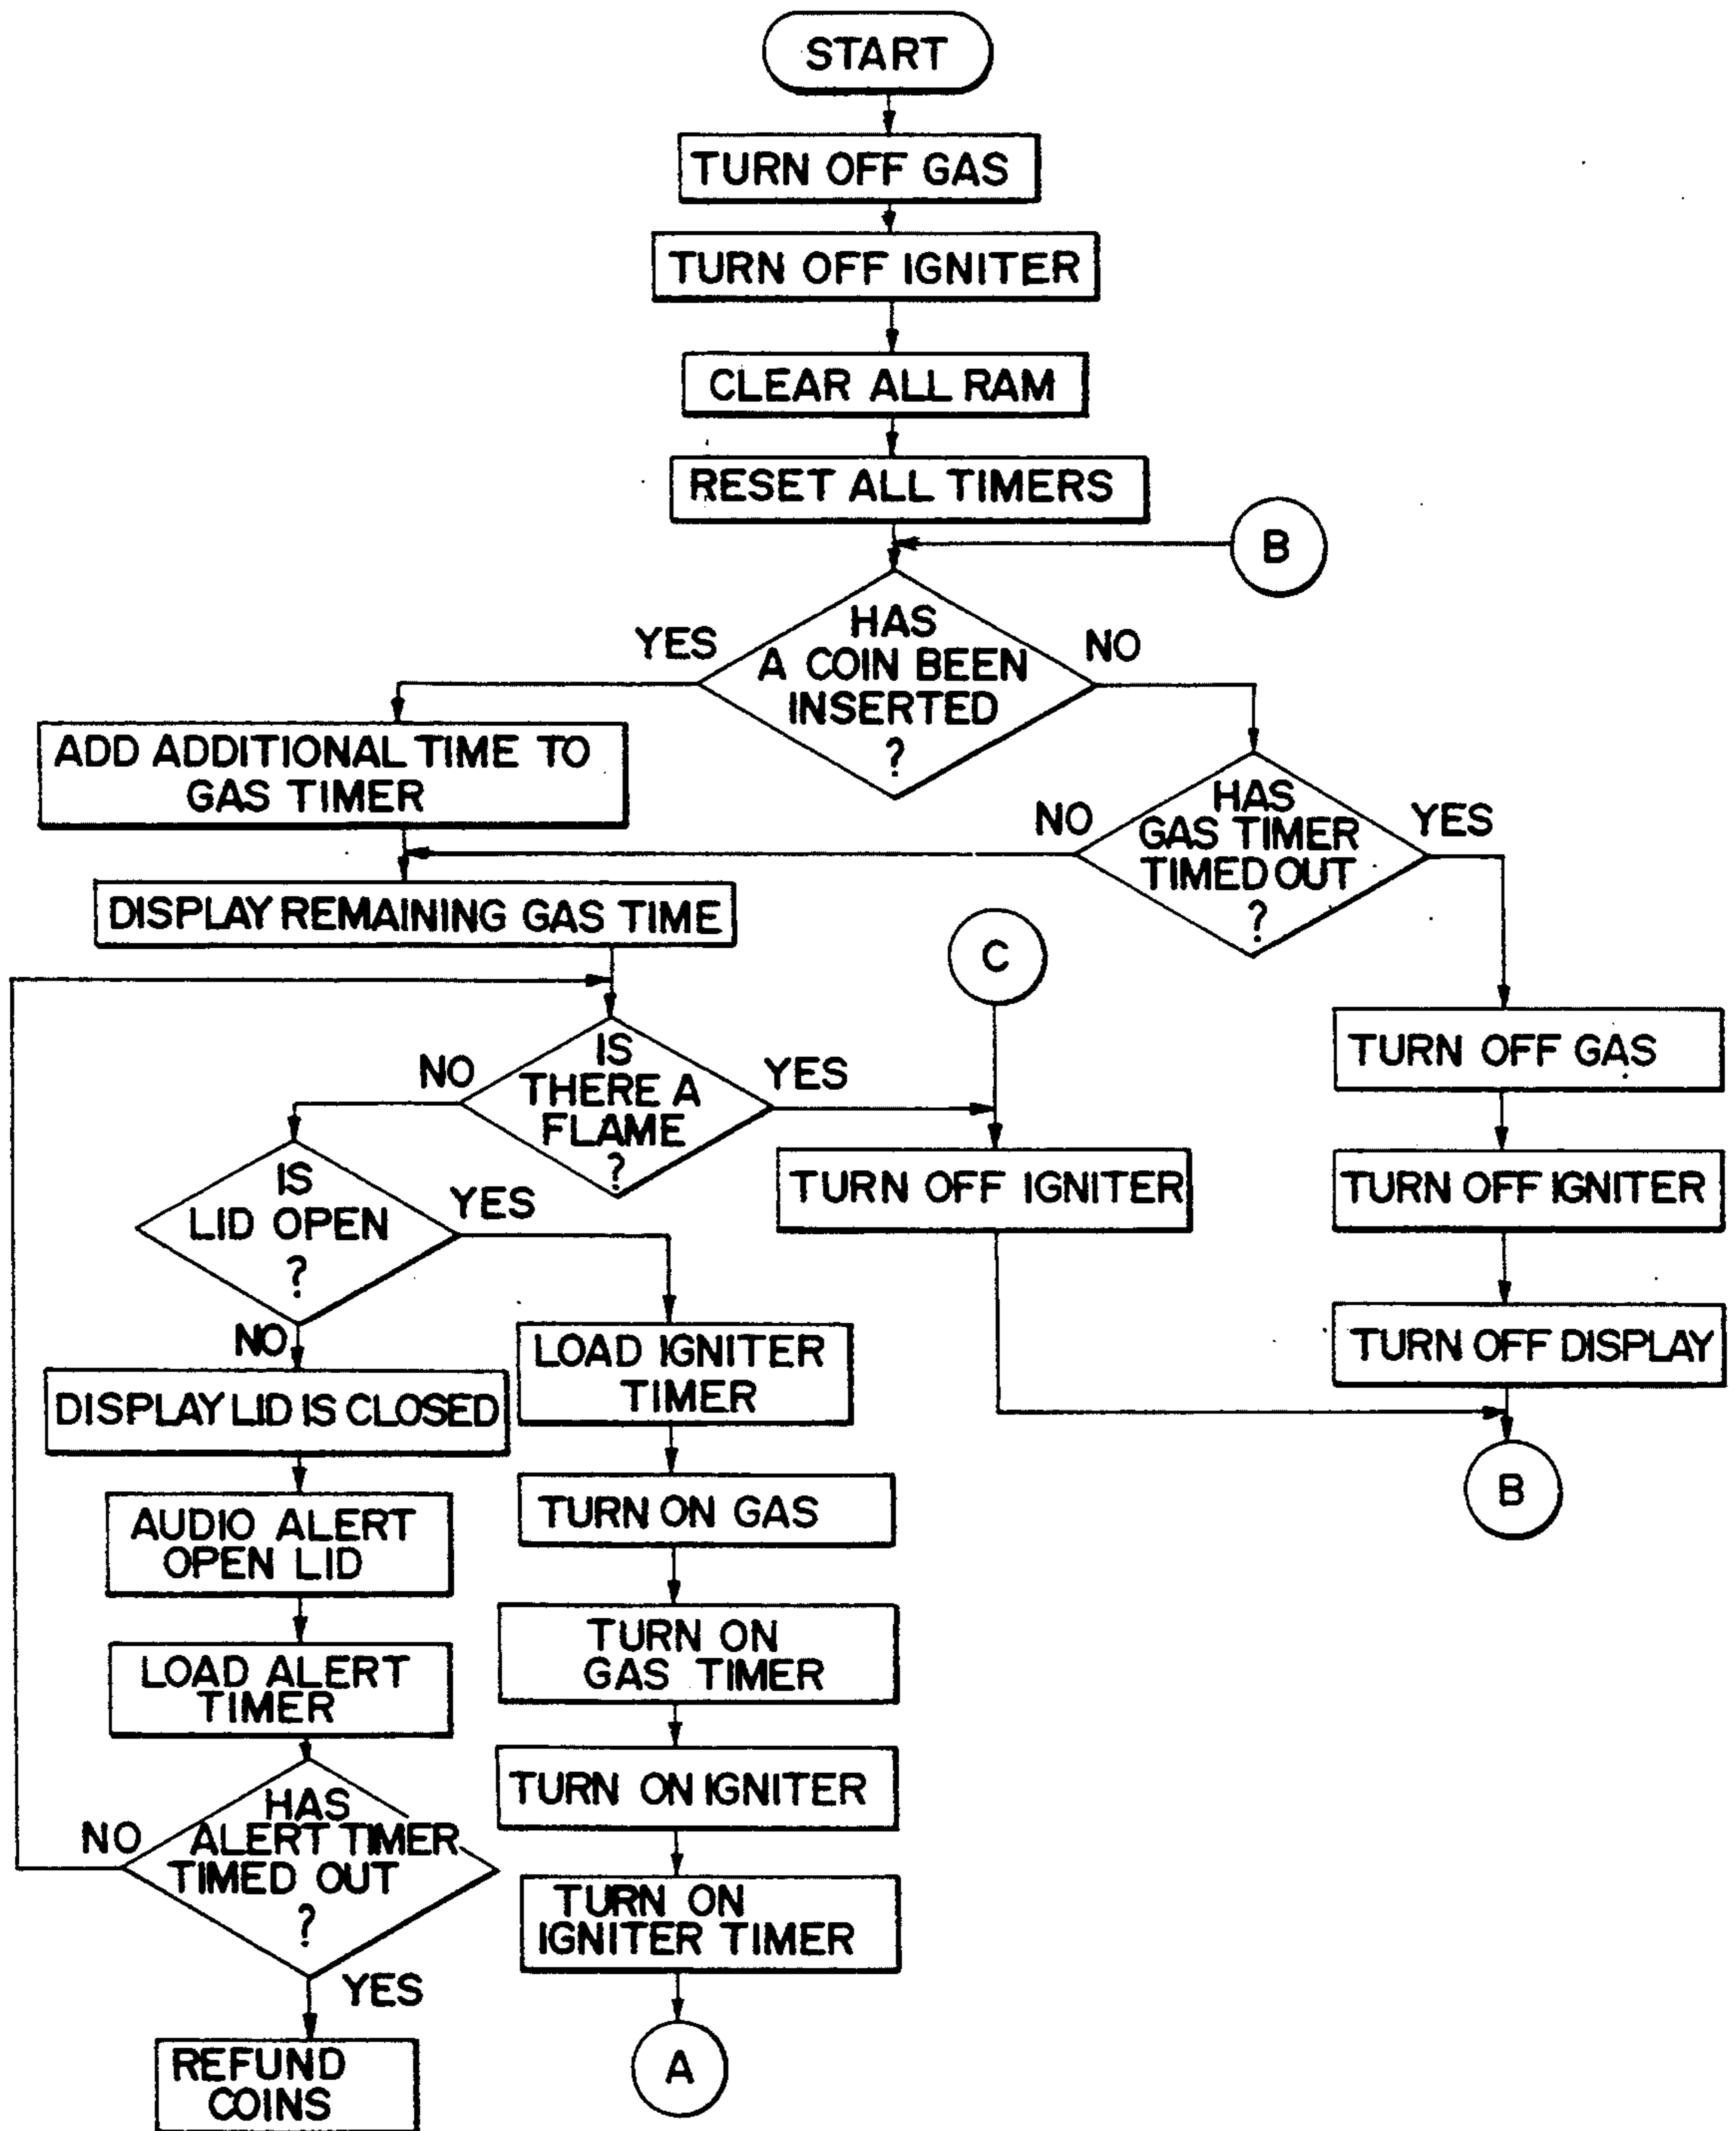 START
TURN OFF GAS
TURN OFF IGNITER
CLEAR ALL RAM
RESET ALL TIMERS
B
HAS
A COIN BEEN
INSERTED
?
YES
NO
ADD ADDITIONAL TIME TO
GAS TIMER
HAS
GAS TIMER
TIMED OUT
?
NO
YES
DISPLAY REMAINING GAS TIME
C
IS
THERE A
FLAME
?
NO
YES
TURN OFF GAS
IS
LID OPEN
?
YES
NO
TURN OFF IGNITER
TURN OFF IGNITER
TURN OFF DISPLAY
B
DISPLAY LID IS CLOSED
AUDIO ALERT
OPEN LID
LOAD ALERT
TIMER
HAS
ALERT TIMER
TIMED OUT
?
NO
YES
REFUND
COINS
LOAD IGNITER
TIMER
TURN ON GAS
TURN ON
GAS TIMER
TURN ON IGNITER
TURN ON
IGNITER TIMER
A